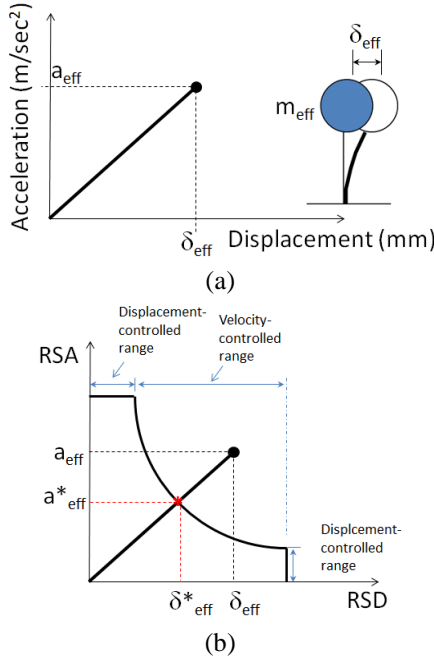 Acceleration (m/sec²)
a_eff
δ_eff
m_eff
δ_eff
Displacement (mm)
(a)
Displacement-
controlled
range
Velocity-
controlled
range
RSA
a_eff
a*_eff
Displcement-
controlled
range
δ*_eff
δ_eff
RSD
(b)